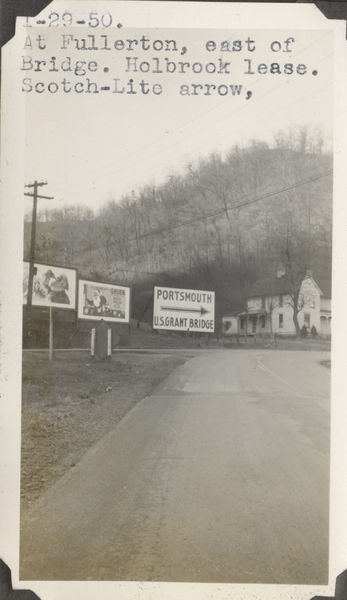 1-29-50.
At Fullerton, east of
Bridge. Holbrook lease.
Scotch-Lite arrow,
PORTSMOUTH
U.S. GRANT BRIDGE